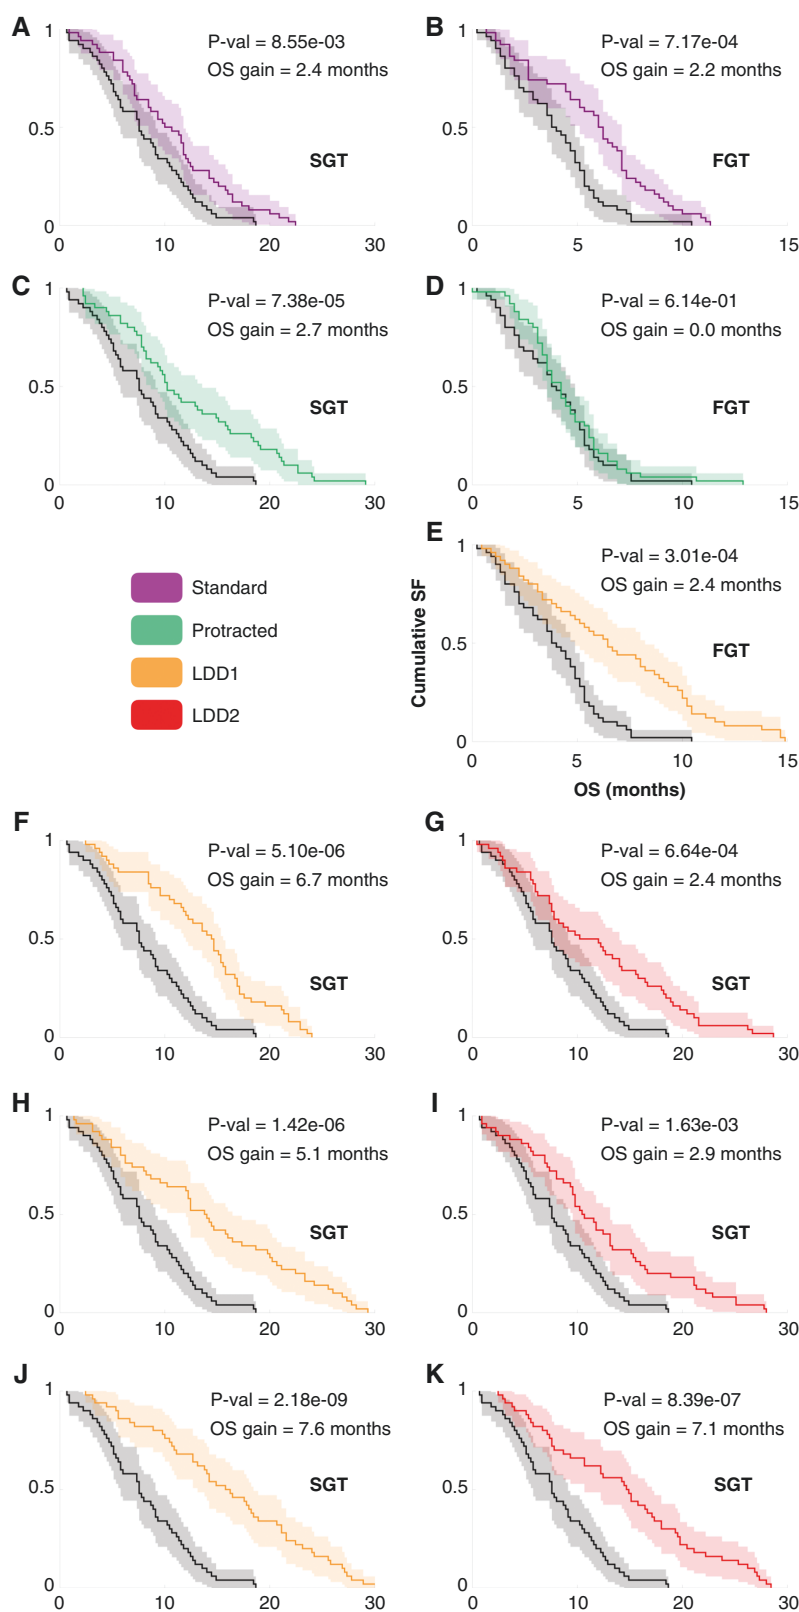 A
P-val = 8.55e-03
OS gain = 2.4 months
SGT
1
0.5
0
0 10 20 30
B
P-val = 7.17e-04
OS gain = 2.2 months
FGT
1
0.5
0
0 5 10 15
C
P-val = 7.38e-05
OS gain = 2.7 months
SGT
1
0.5
0
0 10 20 30
D
P-val = 6.14e-01
OS gain = 0.0 months
FGT
1
0.5
0
0 5 10 15
Standard
Protracted
LDD1
LDD2
E
P-val = 3.01e-04
OS gain = 2.4 months
FGT
Cumulative SF
1
0.5
0
0 5 10 15
OS (months)
F
P-val = 5.10e-06
OS gain = 6.7 months
SGT
1
0.5
0
0 10 20 30
G
P-val = 6.64e-04
OS gain = 2.4 months
SGT
1
0.5
0
0 10 20 30
H
P-val = 1.42e-06
OS gain = 5.1 months
SGT
1
0.5
0
0 10 20 30
I
P-val = 1.63e-03
OS gain = 2.9 months
SGT
1
0.5
0
0 10 20 30
J
P-val = 2.18e-09
OS gain = 7.6 months
SGT
1
0.5
0
0 10 20 30
K
P-val = 8.39e-07
OS gain = 7.1 months
SGT
1
0.5
0
0 10 20 30